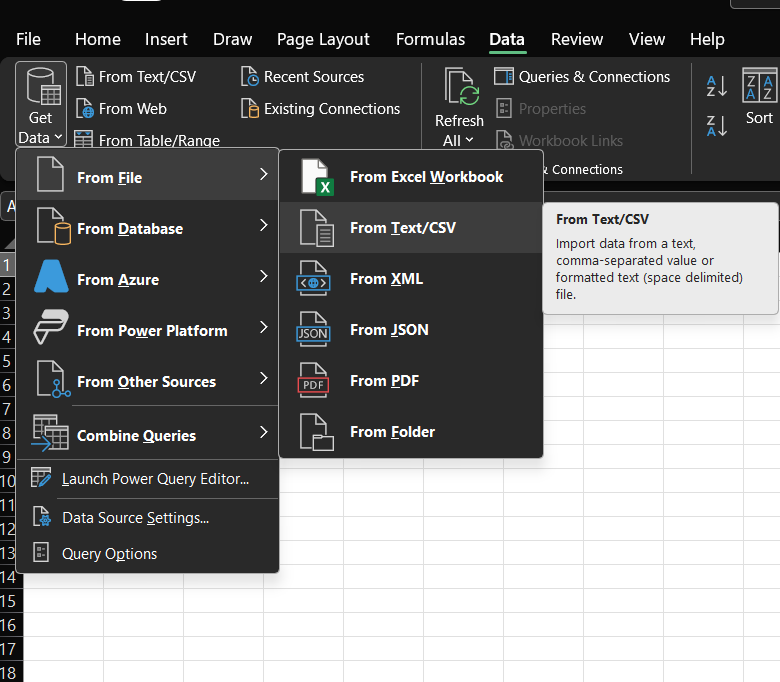 File Home Insert Draw Page Layout Formulas Data Review View Help
Get Data
From Text/CSV
From Web
From Table/Range
Recent Sources
Existing Connections
Refresh All
Queries & Connections
Properties
Workbook Links
& Connections
A
Z
Z
A
Z A
A Z
Sort
From File
From Database
From Azure
From Power Platform
From Other Sources
Combine Queries
Launch Power Query Editor...
Data Source Settings...
Query Options
X
From Excel Workbook
From Text/CSV
From XML
JSON
From JSON
PDF
From PDF
From Folder
From Text/CSV
Import data from a text,
comma-separated value or
formatted text (space delimited)
file.
A
1
2
3
4
5
6
7
8
9
10
11
12
13
14
15
16
17
18